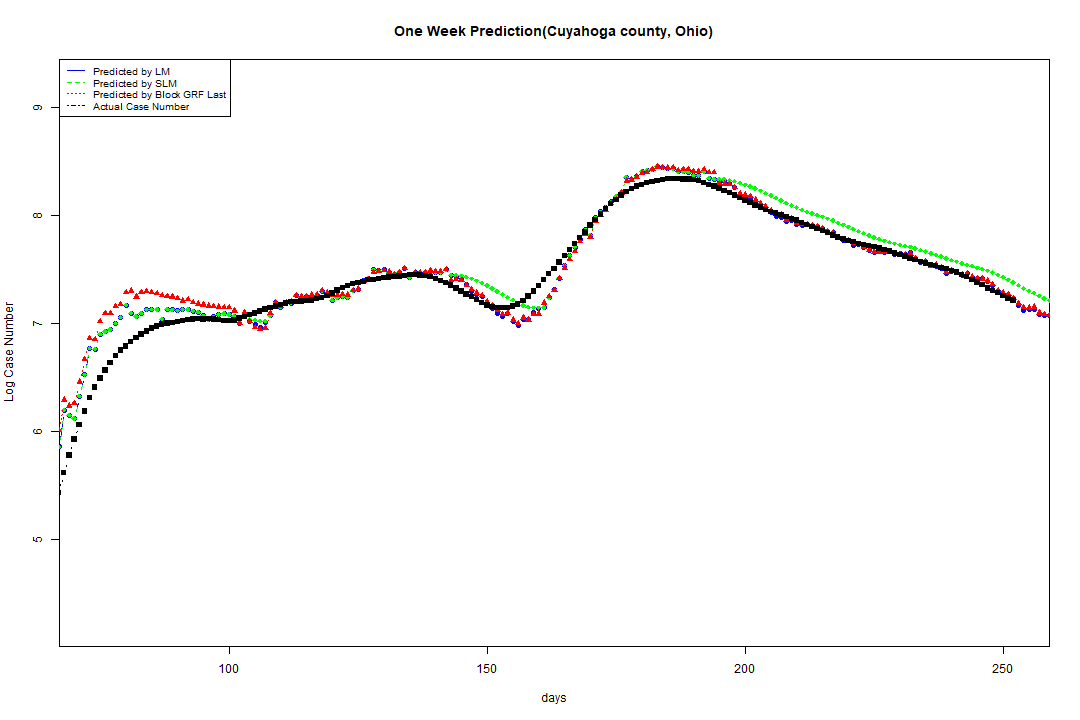 One Week Prediction(Cuyahoga county, Ohio)
Predicted by LM
Predicted by SLM
Predicted by Block GRF Last
Actual Case Number
9
8
7
6
5
Log Case Number
100 150 200 250
days